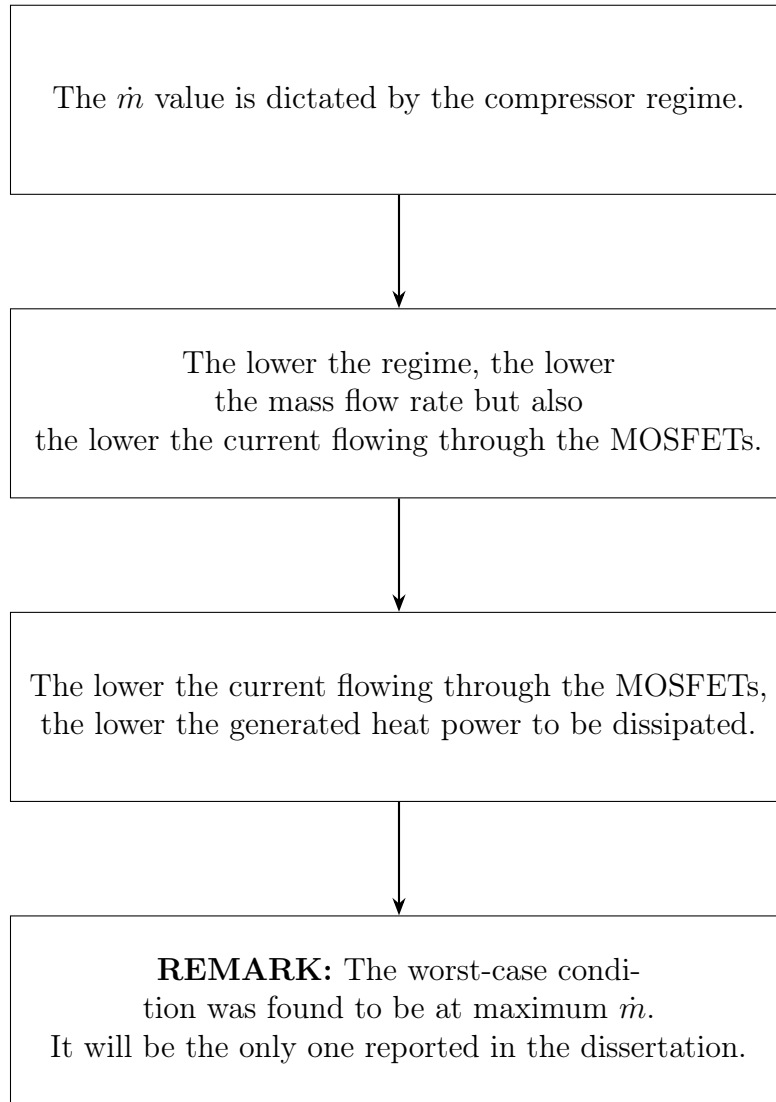 The ṁ value is dictated by the compressor regime.
The lower the regime, the lower
the mass flow rate but also
the lower the current flowing through the MOSFETs.
The lower the current flowing through the MOSFETs,
the lower the generated heat power to be dissipated.
REMARK: The worst-case condi-
tion was found to be at maximum ṁ.
It will be the only one reported in the dissertation.